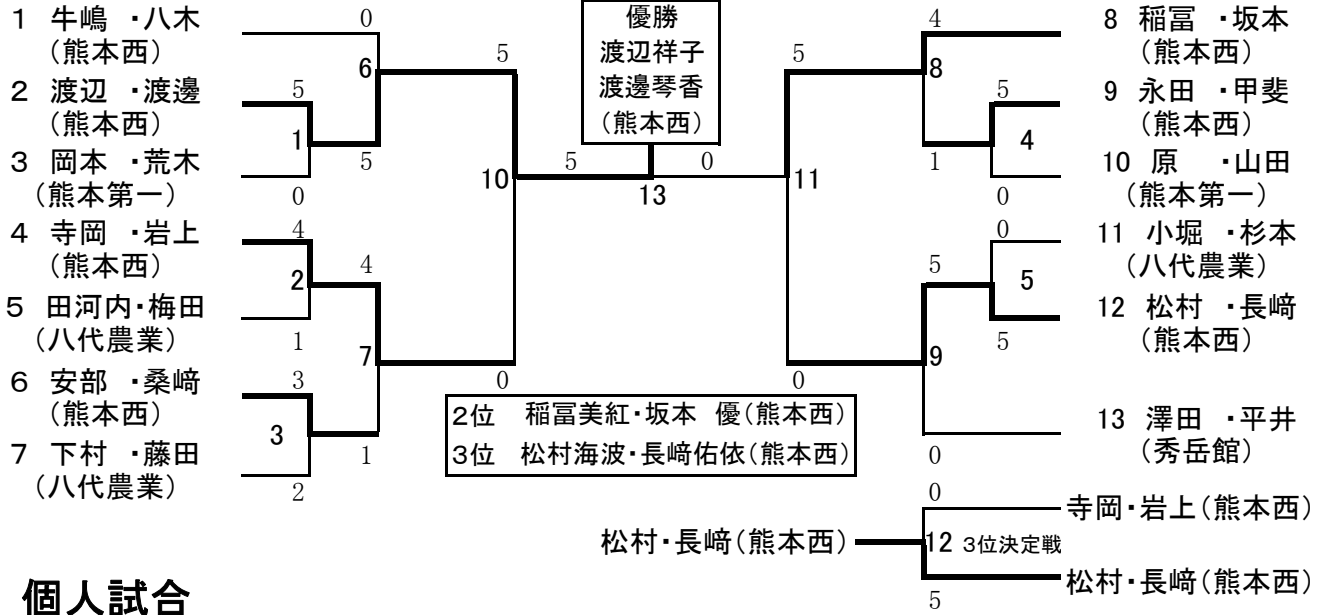 1 牛嶋 ・八木
(熊本西)
2 渡辺 ・渡邊
(熊本西)
3 岡本 ・荒木
(熊本第一)
4 寺岡 ・岩上
(熊本西)
5 田河内・梅田
(八代農業)
6 安部 ・桑﨑
(熊本西)
7 下村 ・藤田
(八代農業)
0
5
0
4
1
3
2
1
2
3
6
5
4
7
1
5
10
0
優勝
渡辺祥子
渡邊琴香
(熊本西)
5
13
0
2位 稲冨美紅・坂本 優(熊本西)
3位 松村海波・長﨑佑依(熊本西)
5
11
0
4
8
1
5
9
0
5
4
0
0
5
5
8 稲冨 ・坂本
(熊本西)
9 永田 ・甲斐
(熊本西)
10 原 ・山田
(熊本第一)
11 小堀 ・杉本
(八代農業)
12 松村 ・長﨑
(熊本西)
13 澤田 ・平井
(秀岳館)
0
寺岡・岩上(熊本西)
松村・長﨑(熊本西)
12 3位決定戦
松村・長﨑(熊本西)
5
個人試合